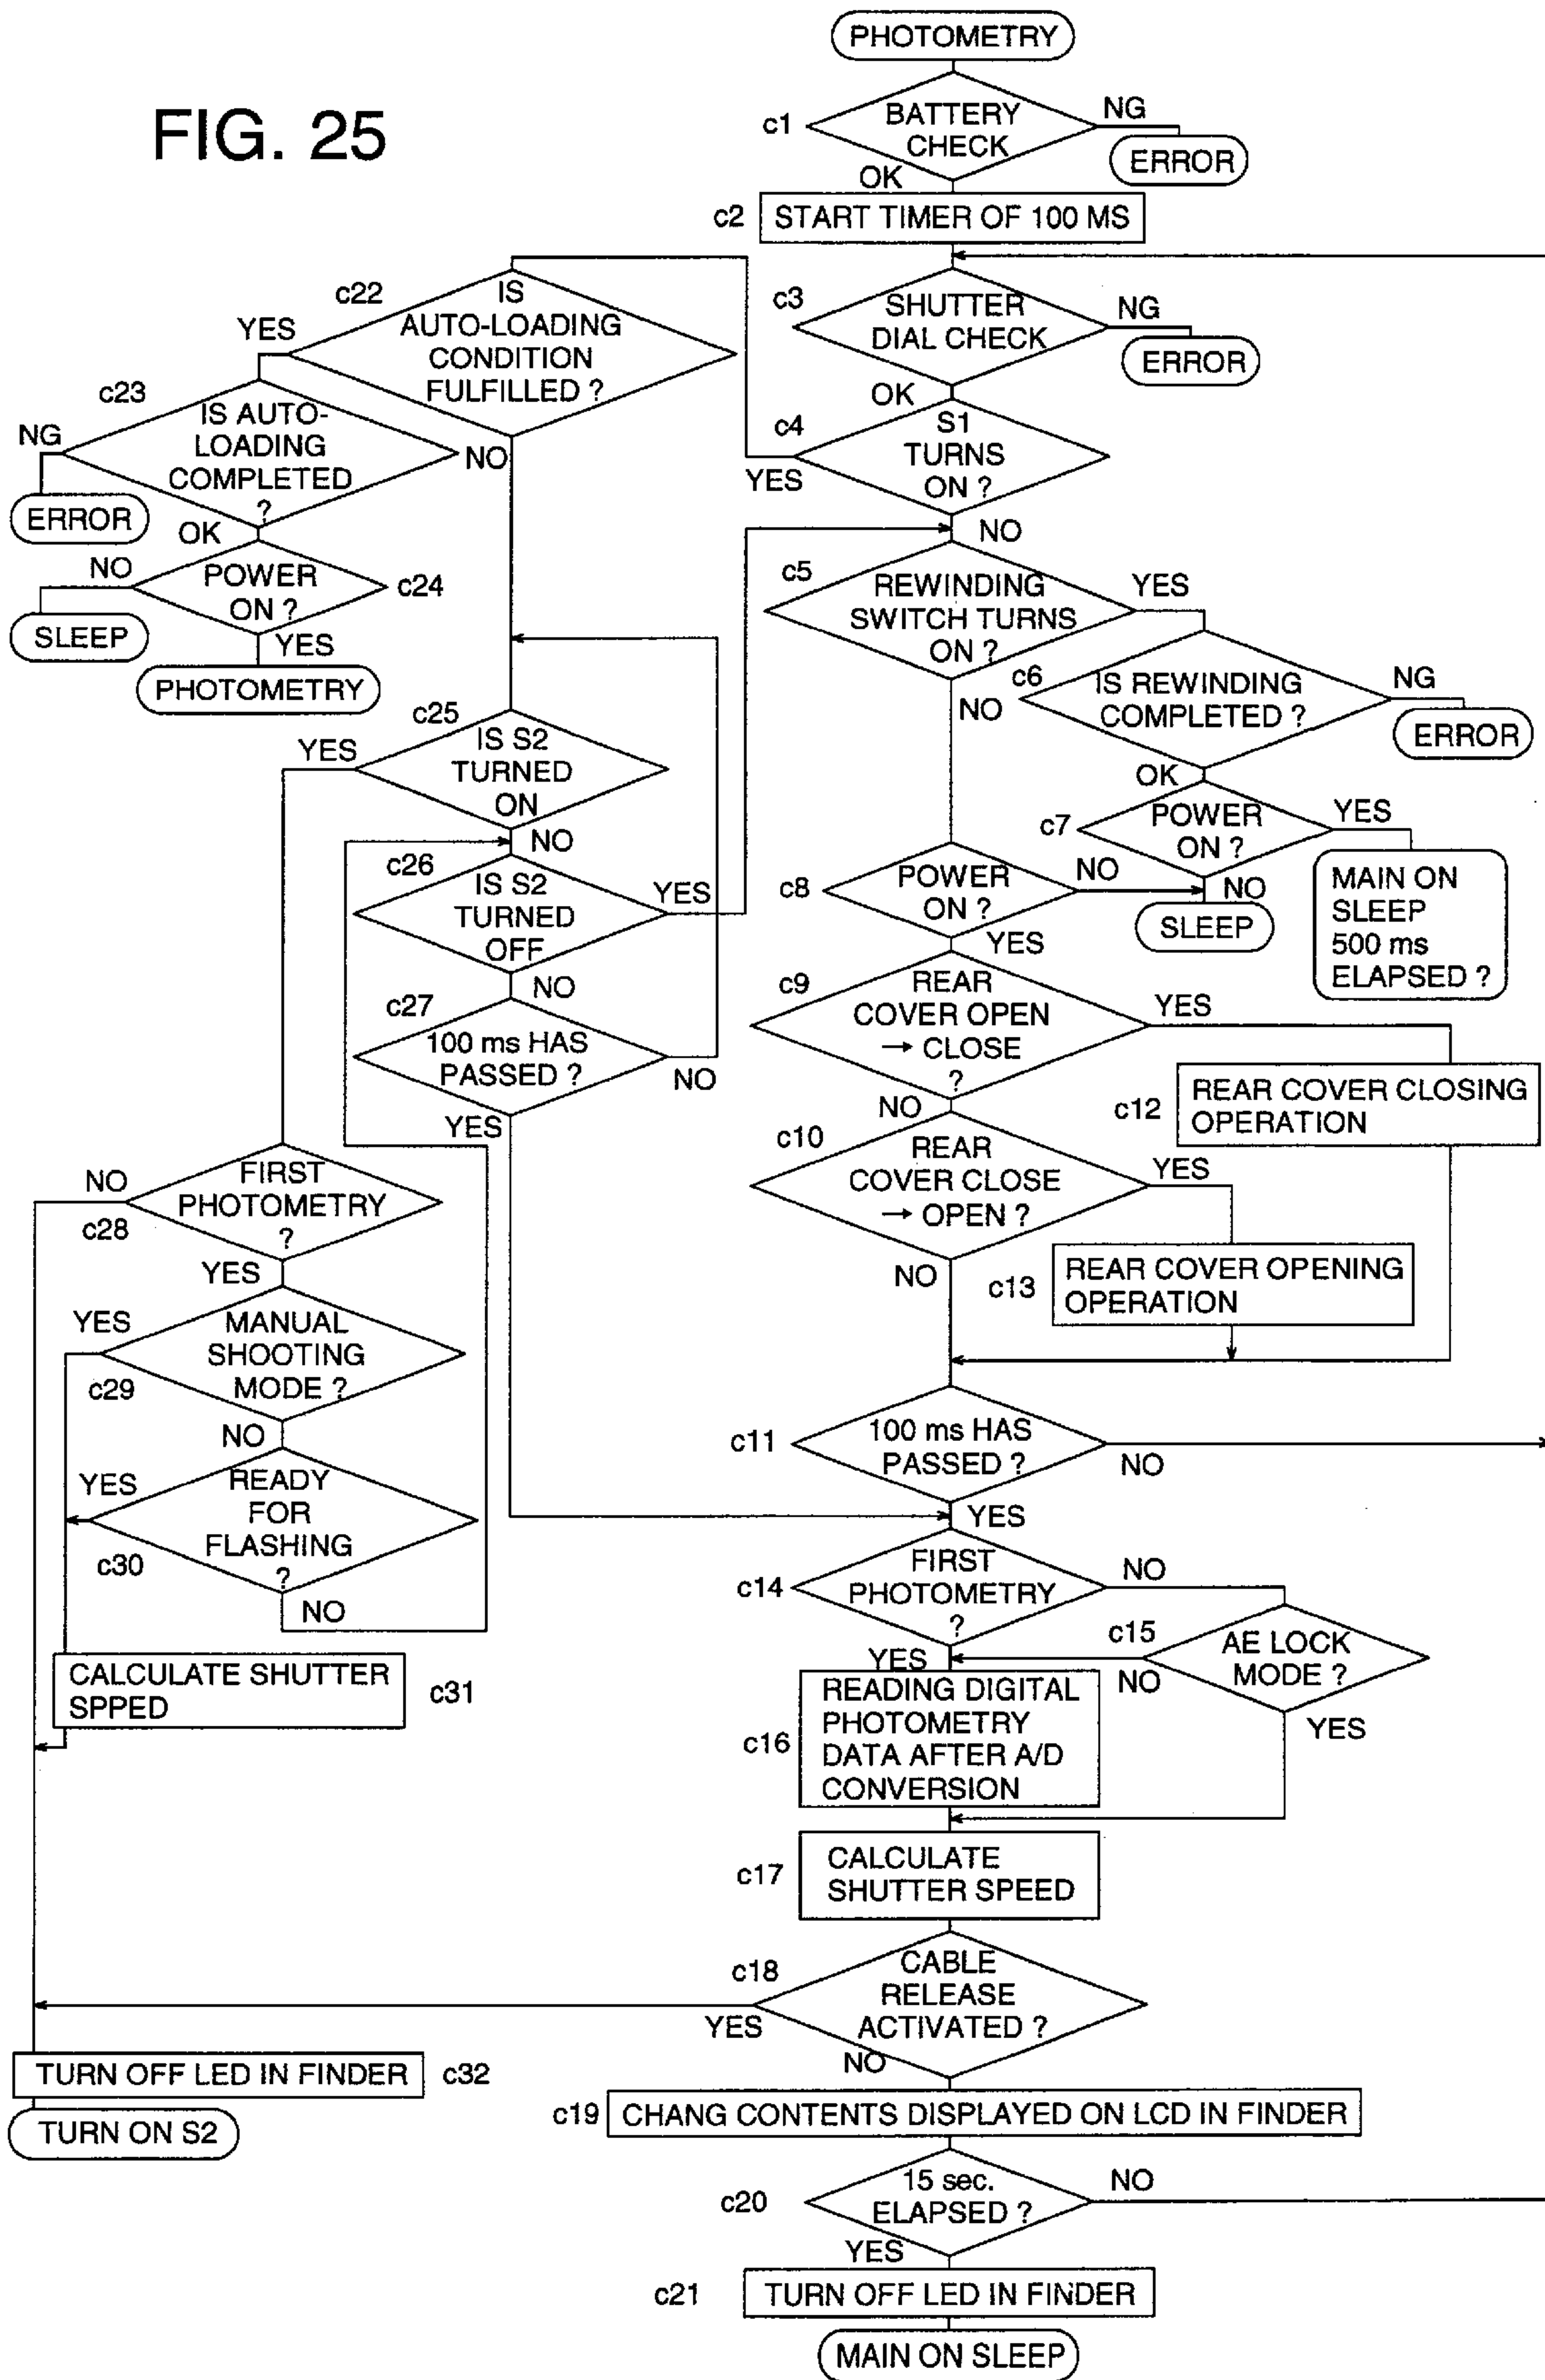 FIG. 25
PHOTOMETRY
c1
BATTERY
CHECK
NG
ERROR
OK
c2
START TIMER OF 100 MS
c3
SHUTTER
DIAL CHECK
NG
ERROR
OK
c4
S1
TURNS
ON ?
YES
NO
c22
IS
AUTO-LOADING
CONDITION
FULFILLED ?
YES
NO
c23
IS AUTO-
LOADING
COMPLETED
?
NG
ERROR
OK
c24
POWER
ON ?
NO
SLEEP
YES
PHOTOMETRY
c5
REWINDING
SWITCH TURNS
ON ?
YES
NO
c6
IS REWINDING
COMPLETED ?
NG
ERROR
OK
c7
POWER
ON ?
YES
MAIN ON
SLEEP
500 ms
ELAPSED ?
NO
SLEEP
c8
POWER
ON ?
NO
YES
c25
IS S2
TURNED
ON
YES
NO
c26
IS S2
TURNED
OFF
YES
NO
c27
100 ms HAS
PASSED ?
NO
YES
c9
REAR
COVER OPEN
→ CLOSE
?
YES
NO
c12
REAR COVER CLOSING
OPERATION
c10
REAR
COVER CLOSE
→ OPEN ?
YES
NO
c13
REAR COVER OPENING
OPERATION
c28
FIRST
PHOTOMETRY
?
NO
YES
c29
MANUAL
SHOOTING
MODE ?
YES
NO
c30
READY
FOR
FLASHING
?
YES
NO
CALCULATE SHUTTER
SPPED
c31
c11
100 ms HAS
PASSED ?
NO
YES
c14
FIRST
PHOTOMETRY
?
NO
YES
c15
AE LOCK
MODE ?
NO
YES
c16
READING DIGITAL
PHOTOMETRY
DATA AFTER A/D
CONVERSION
c17
CALCULATE
SHUTTER SPEED
c18
CABLE
RELEASE
ACTIVATED ?
YES
NO
TURN OFF LED IN FINDER
c32
TURN ON S2
c19
CHANG CONTENTS DISPLAYED ON LCD IN FINDER
c20
15 sec.
ELAPSED ?
NO
YES
c21
TURN OFF LED IN FINDER
MAIN ON SLEEP